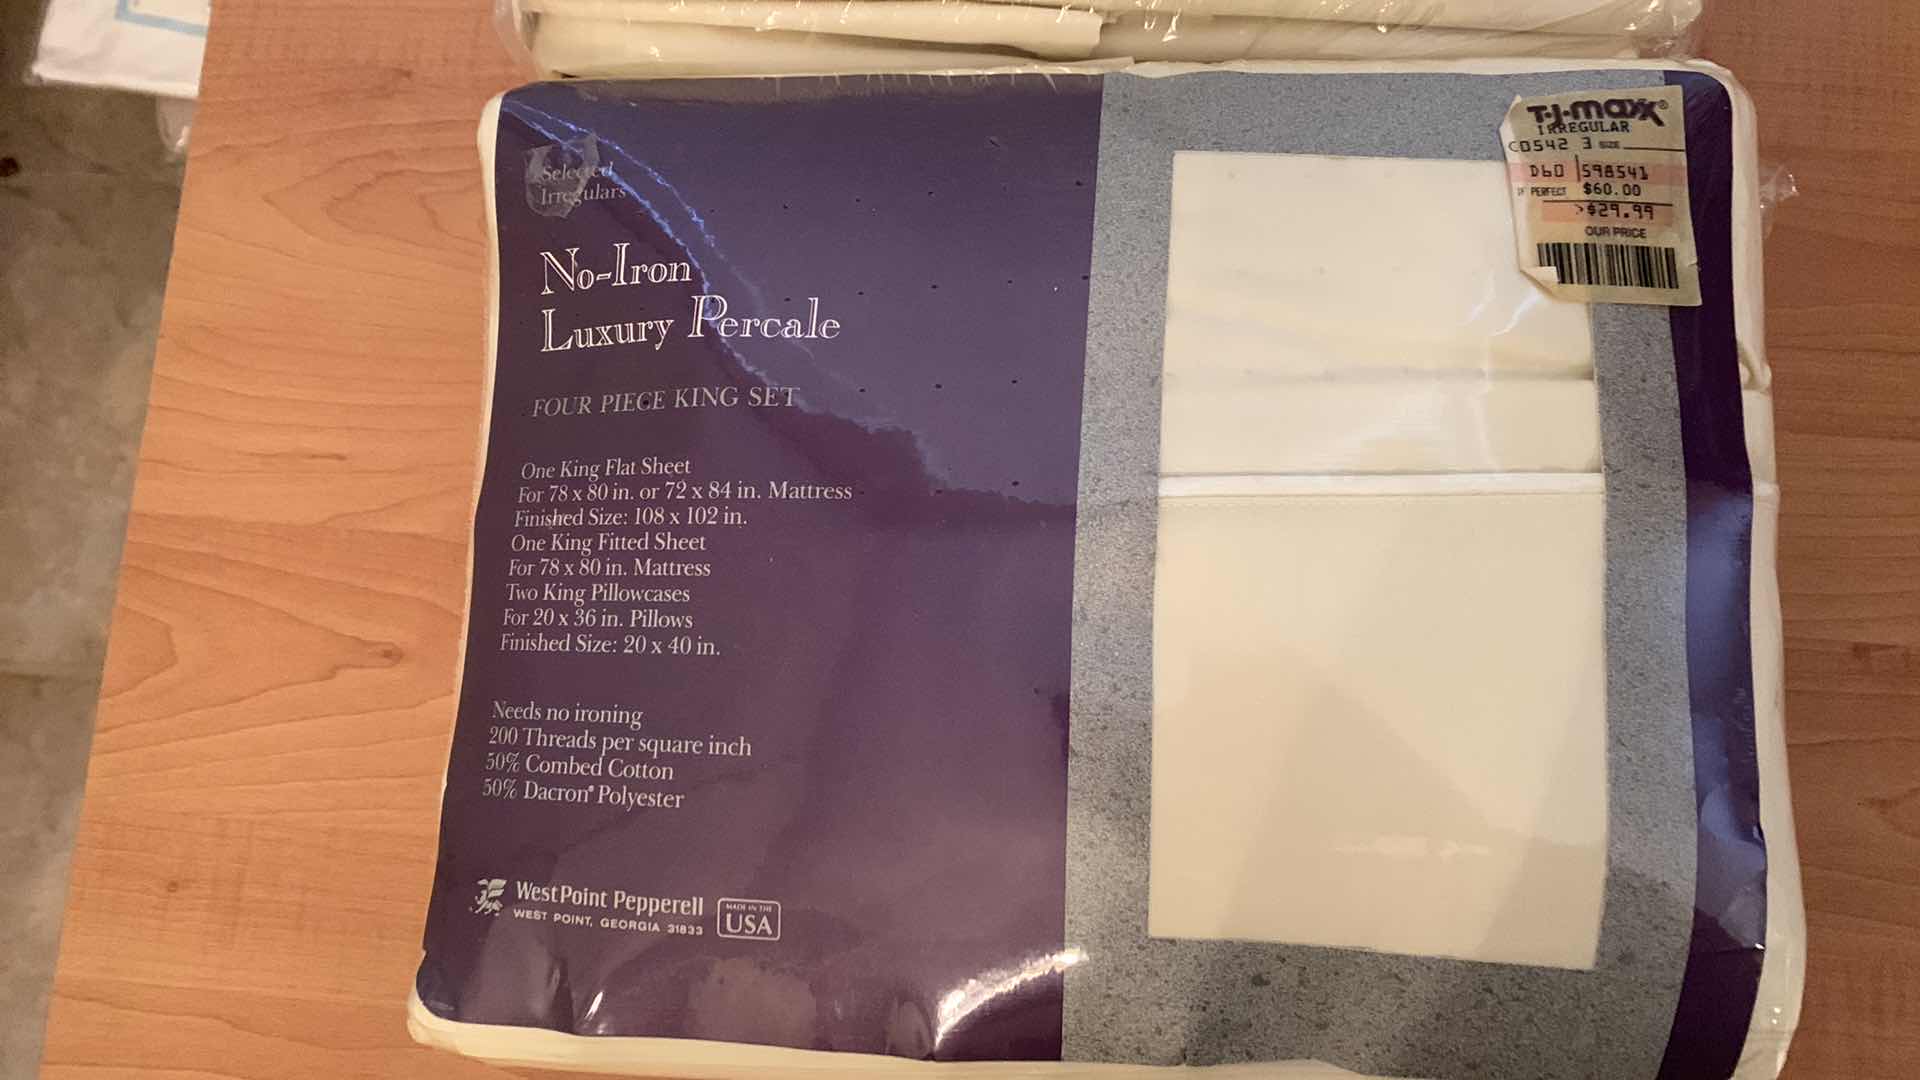 Selected
Irregulars
No-Iron
Luxury Percale
FOUR PIECE KING SET
One King Flat Sheet
For 78 x 80 in. or 72 x 84 in. Mattress
Finished Size: 108 x 102 in.
One King Fitted Sheet
For 78 x 80 in. Mattress
Two King Pillowcases
For 20 x 36 in. Pillows
Finished Size: 20 x 40 in.
Needs no ironing
200 Threads per square inch
50% Combed Cotton
50% Dacron® Polyester
WestPoint Pepperell
WEST POINT, GEORGIA 31833
MADE IN THE
USA
T·J·maxx®
IRREGULAR
C0542 3 SIZE
D60 598541
IF PERFECT $60.00
>$29.99
OUR PRICE